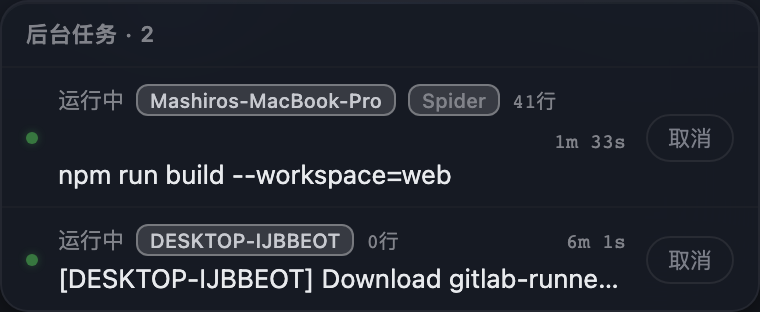 后台任务 · 2
运行中 Mashiros-MacBook-Pro Spider 41行
1m 33s 取消
npm run build --workspace=web
运行中 DESKTOP-IJBBEOT 0行 6m 1s 取消
[DESKTOP-IJBBEOT] Download gitlab-runne...